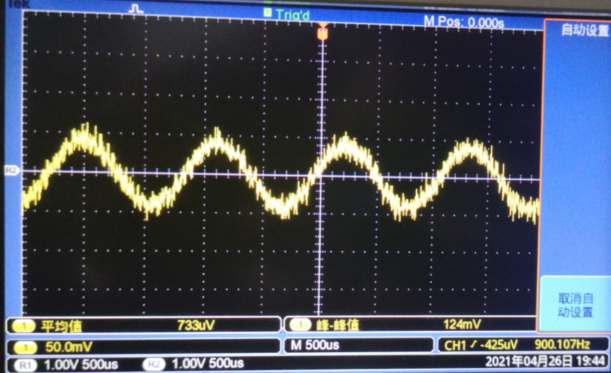 Tek
Trig'd
M Pos: 0.000s
自动设置
R2
取消自
动设置
1 平均值 733uV
1 峰-峰值 124mV
1 50.0mV
M 500us
CH1 / -425uV 900.107Hz
R1 1.00V 500us
R2 1.00V 500us
2021年04月26日 19:44